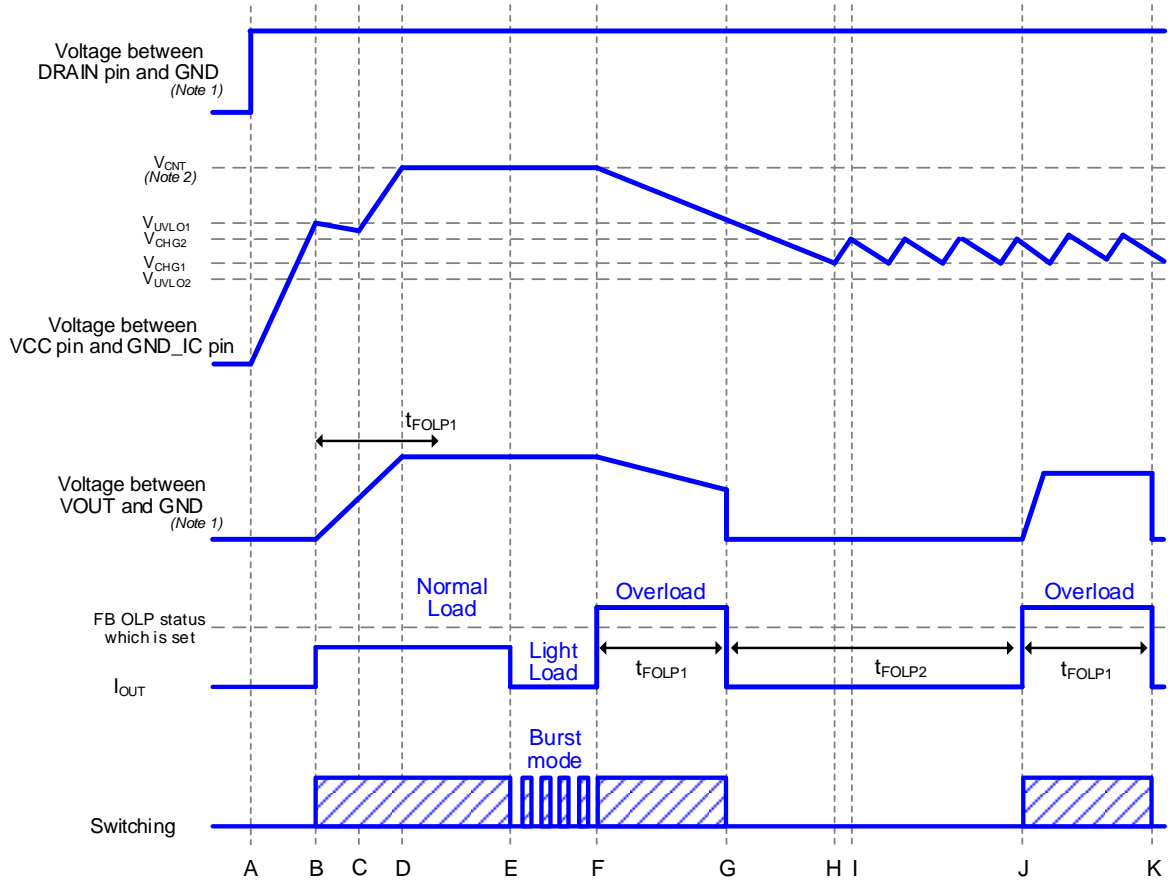 Voltage between
DRAIN pin and GND
(Note 1)
VCNT
(Note 2)
VUVLO1
VCHG2
VCHG1
VUVLO2
Voltage between
VCC pin and GND_IC pin
tFOLP1
Voltage between
VOUT and GND
(Note 1)
Normal
Load
Overload
Overload
FB OLP status
which is set
Light
Load
tFOLP1
tFOLP2
tFOLP1
IOUT
Burst
mode
Switching
A B C D E F G H I J K